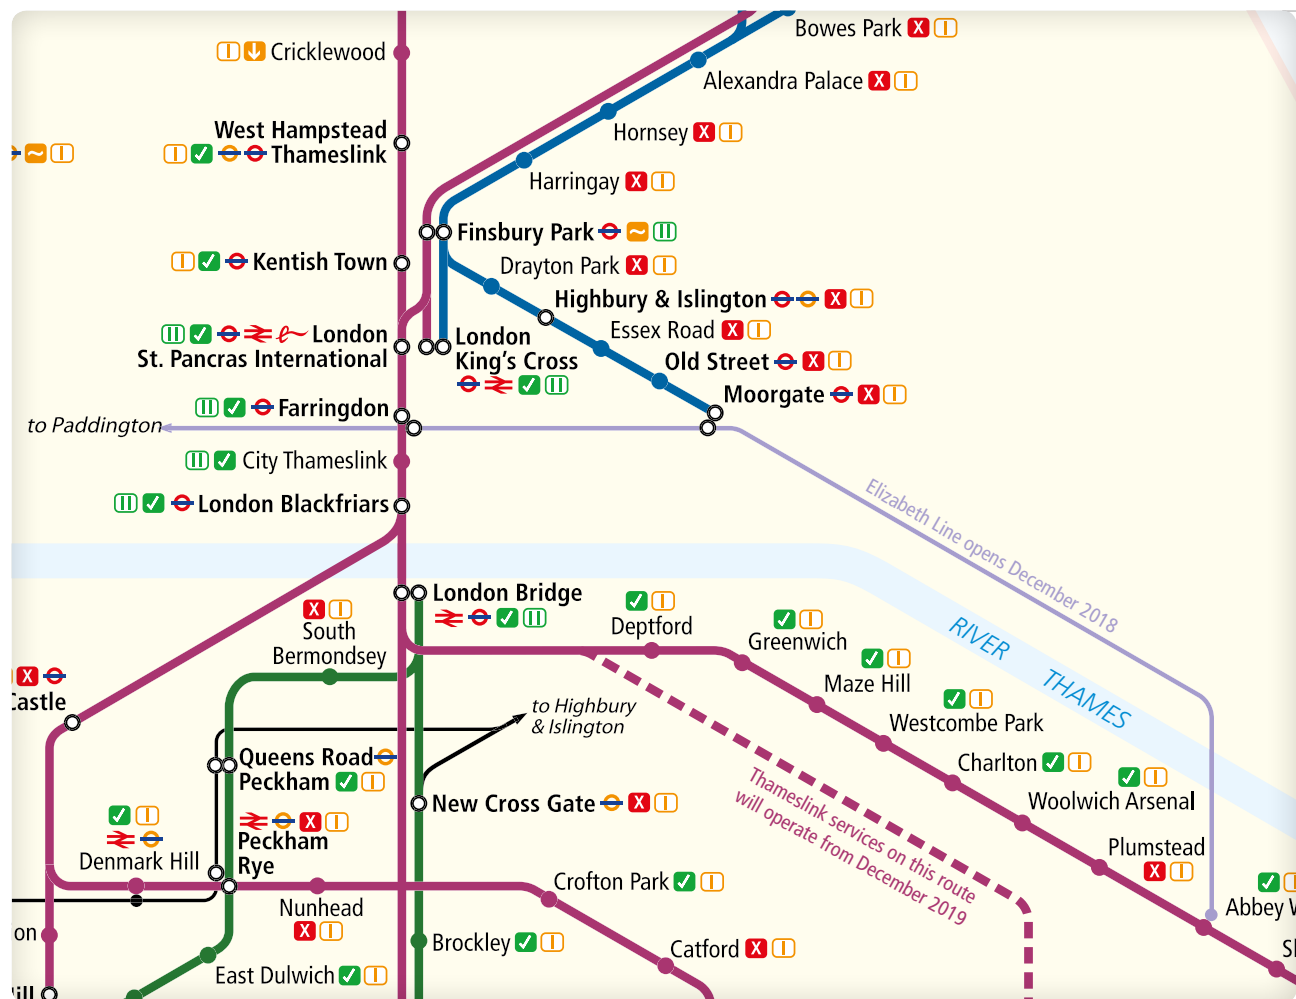 Bowes Park
Cricklewood
Alexandra Palace
West Hampstead
Thameslink
Hornsey
Harringay
Finsbury Park
Kentish Town
Drayton Park
Highbury & Islington
London
St. Pancras International
London
King's Cross
Essex Road
Old Street
Moorgate
Farringdon
to Paddington
City Thameslink
London Blackfriars
Elizabeth Line opens December 2018
London Bridge
South
Bermondsey
Deptford
Greenwich
RIVER THAMES
Maze Hill
Castle
to Highbury
& Islington
Westcombe Park
Queens Road
Peckham
Charlton
Woolwich Arsenal
New Cross Gate
Thameslink services on this route
will operate from December 2019
Peckham
Rye
Denmark Hill
Plumstead
Crofton Park
Nunhead
Abbey W
on
Brockley
Catford
East Dulwich
ill